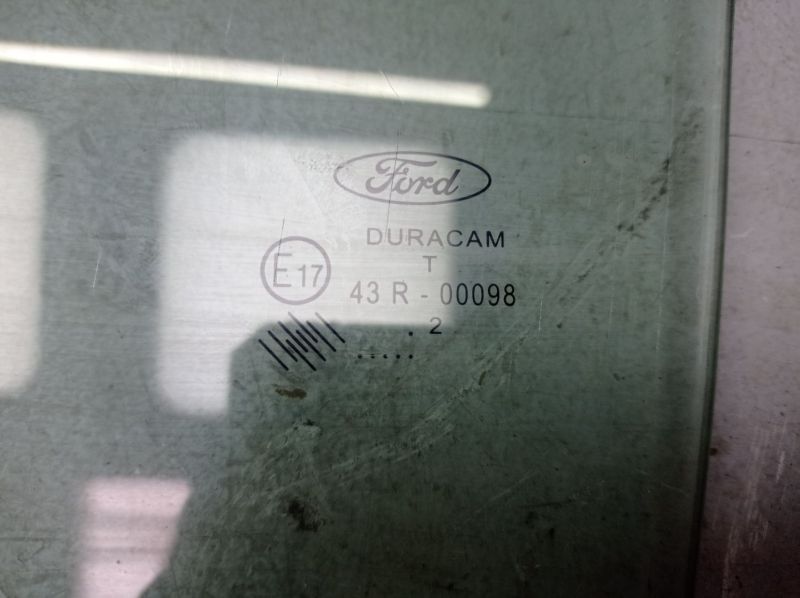 Ford
DURACAM
T
E17
43 R - 00098
. 2
.....